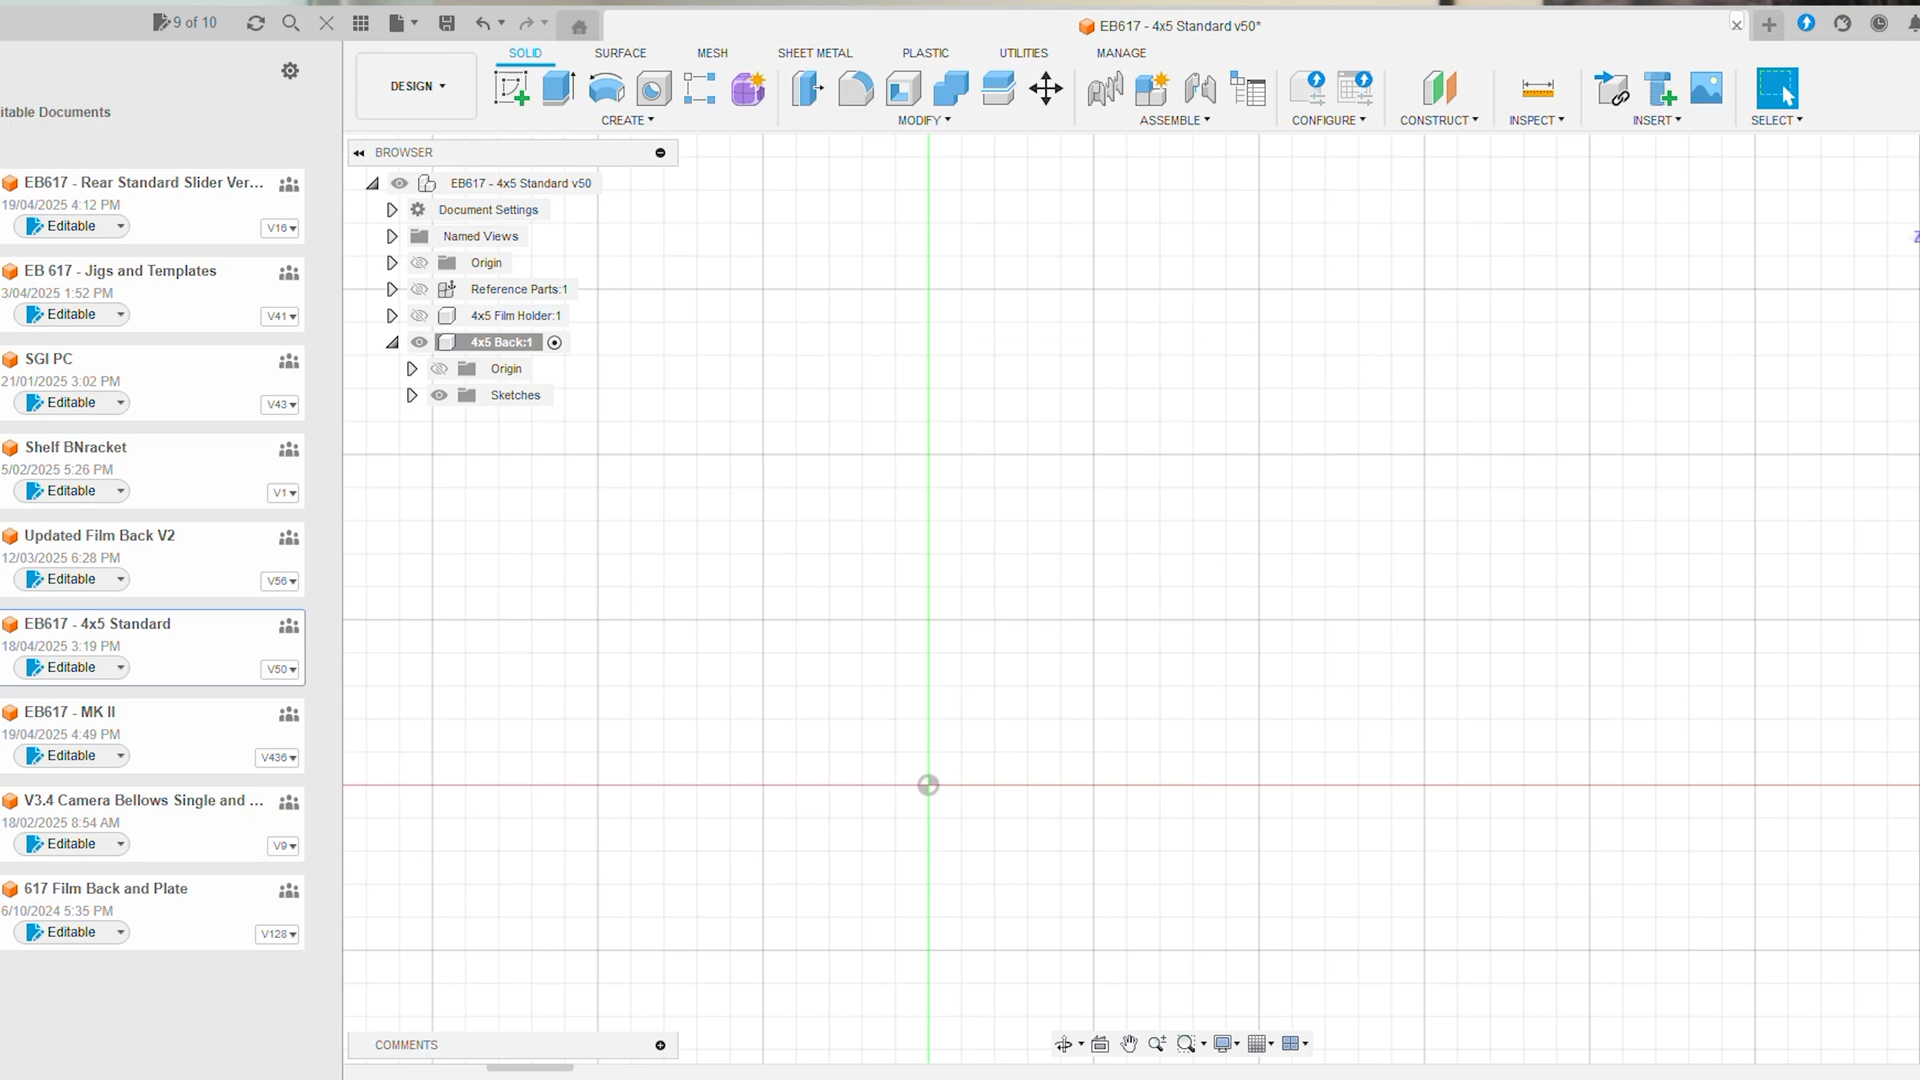 9 of 10
EB617 - 4x5 Standard v50*
DESIGN
SOLID
SURFACE
MESH
SHEET METAL
PLASTIC
UTILITIES
MANAGE
CREATE
MODIFY
ASSEMBLE
CONFIGURE
CONSTRUCT
INSPECT
INSERT
SELECT
itable Documents
EB617 - Rear Standard Slider Ver...
19/04/2025 4:12 PM
Editable
V16
EB 617 - Jigs and Templates
3/04/2025 1:52 PM
Editable
V41
SGI PC
21/01/2025 3:02 PM
Editable
V43
Shelf BNracket
5/02/2025 5:26 PM
Editable
V1
Updated Film Back V2
12/03/2025 6:28 PM
Editable
V56
EB617 - 4x5 Standard
18/04/2025 3:19 PM
Editable
V50
EB617 - MK II
19/04/2025 4:49 PM
Editable
V436
V3.4 Camera Bellows Single and ...
18/02/2025 8:54 AM
Editable
V9
617 Film Back and Plate
6/10/2024 5:35 PM
Editable
V128
BROWSER
EB617 - 4x5 Standard v50
Document Settings
Named Views
Origin
Reference Parts:1
4x5 Film Holder:1
4x5 Back:1
Origin
Sketches
Z
COMMENTS